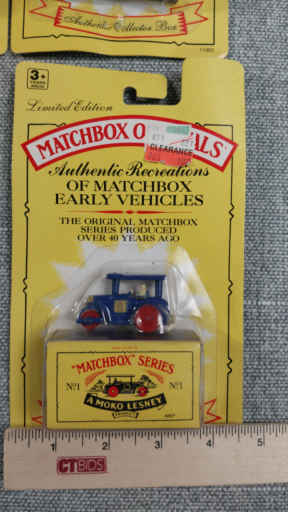 Authentic Collector Box
3+
Limited Edition
MATCHBOX O
ALS
CLEARANCE
Authentic Recreations
OF MATCHBOX
EARLY VEHICLES
THE ORIGINAL MATCHBOX
SERIES PRODUCED
OVER 40 YEARS AGO
"MATCHBOX" SERIES
No1
No1
A MOKO LESNEY
1
2
3
4
5
CTBIDS